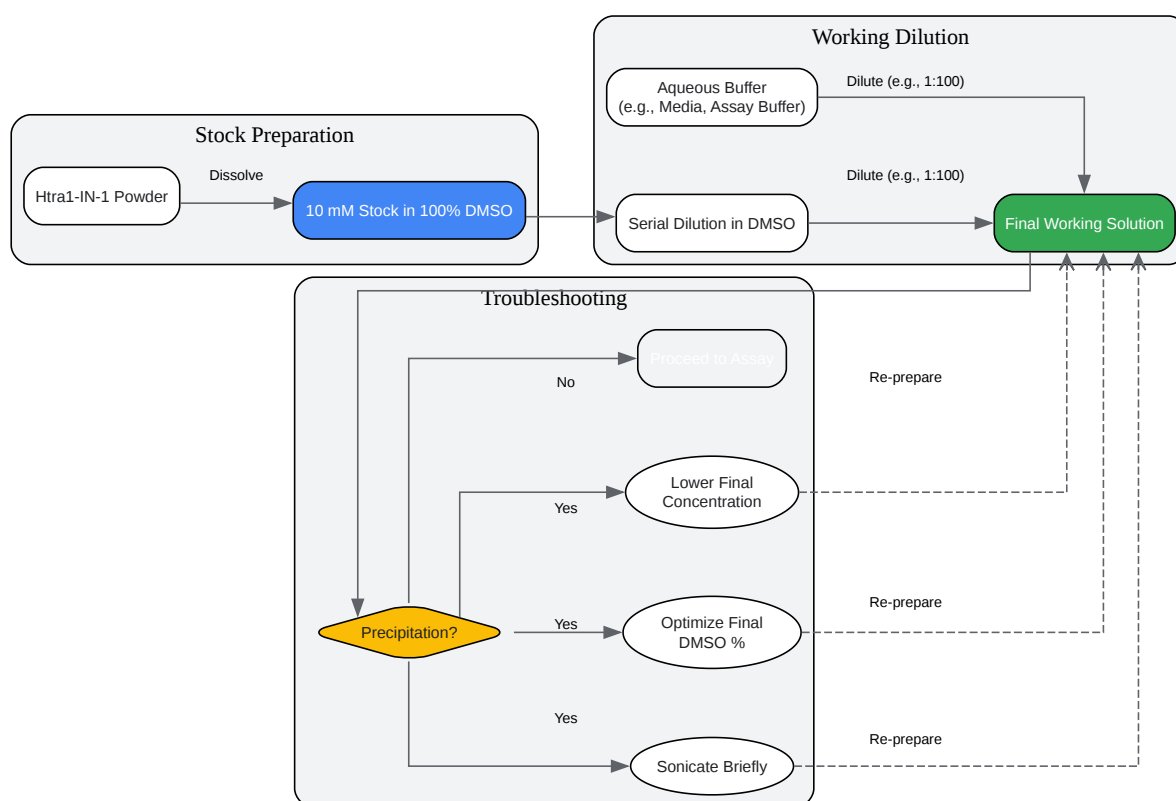 Working Dilution
Aqueous Buffer
(e.g., Media, Assay Buffer)
Dilute (e.g., 1:100)
Stock Preparation
Htra1-IN-1 Powder
Dissolve
10 mM Stock in 100% DMSO
Serial Dilution in DMSO
Dilute (e.g., 1:100)
Final Working Solution
Troubleshooting
Proceed to Assay
No
Re-prepare
Lower Final
Concentration
Yes
Precipitation?
Yes
Optimize Final
DMSO %
Re-prepare
Yes
Sonicate Briefly
Re-prepare